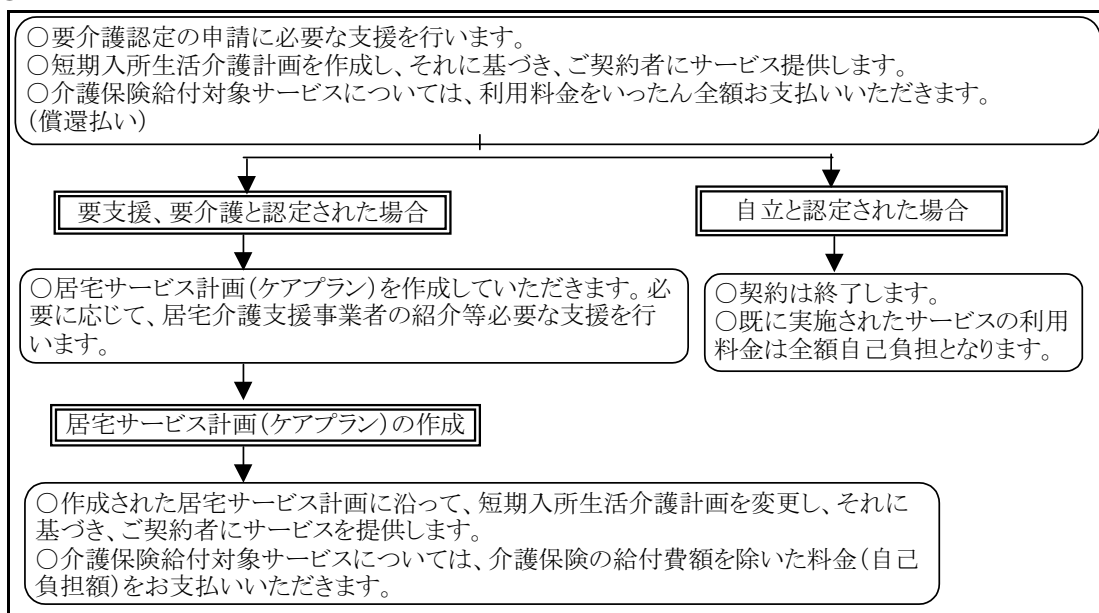 ○要介護認定の申請に必要な支援を行います。
○短期入所生活介護計画を作成し、それに基づき、ご契約者にサービス提供します。
○介護保険給付対象サービスについては、利用料金をいったん全額お支払いいただきます。
(償還払い)
要支援、要介護と認定された場合
自立と認定された場合
○居宅サービス計画(ケアプラン)を作成していただきます。必
要に応じて、居宅介護支援事業者の紹介等必要な支援を行
います。
○契約は終了します。
○既に実施されたサービスの利用
料金は全額自己負担となります。
居宅サービス計画(ケアプラン)の作成
○作成された居宅サービス計画に沿って、短期入所生活介護計画を変更し、それに
基づき、ご契約者にサービスを提供します。
○介護保険給付対象サービスについては、介護保険の給付費額を除いた料金(自己
負担額)をお支払いいただきます。